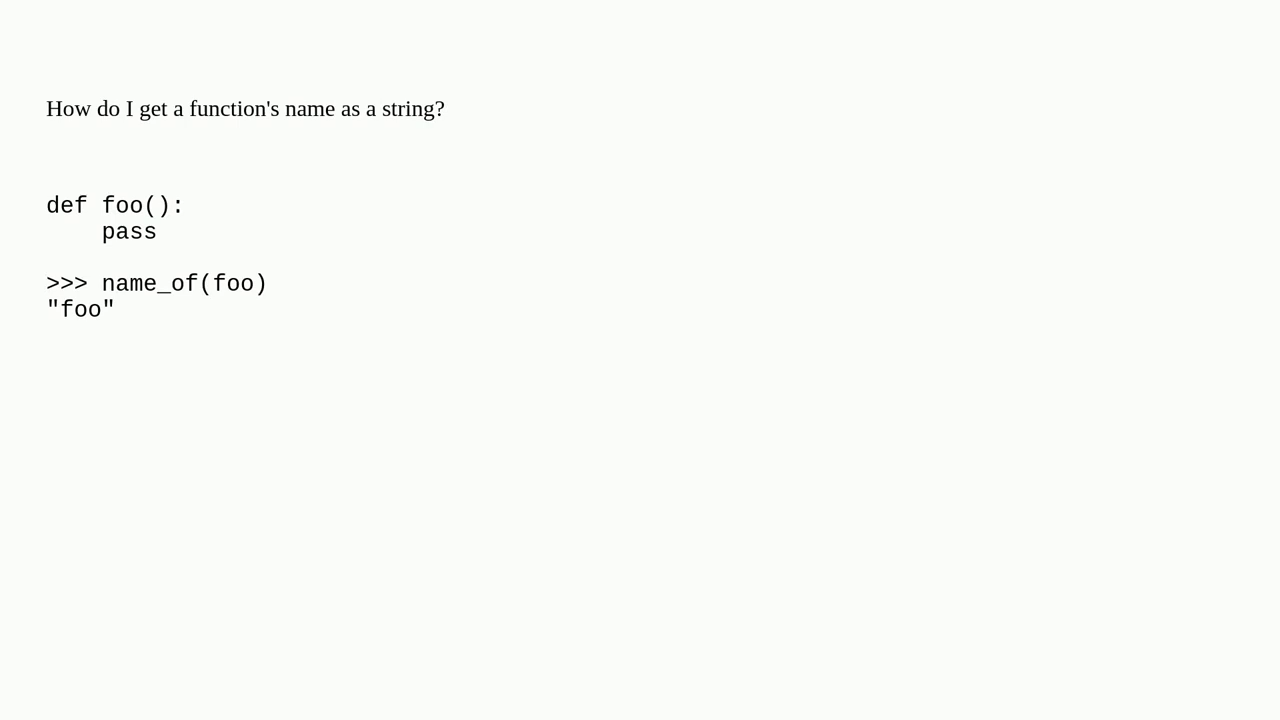 How do I get a function's name as a string?
def foo():
    pass
>>> name_of(foo)
"foo"